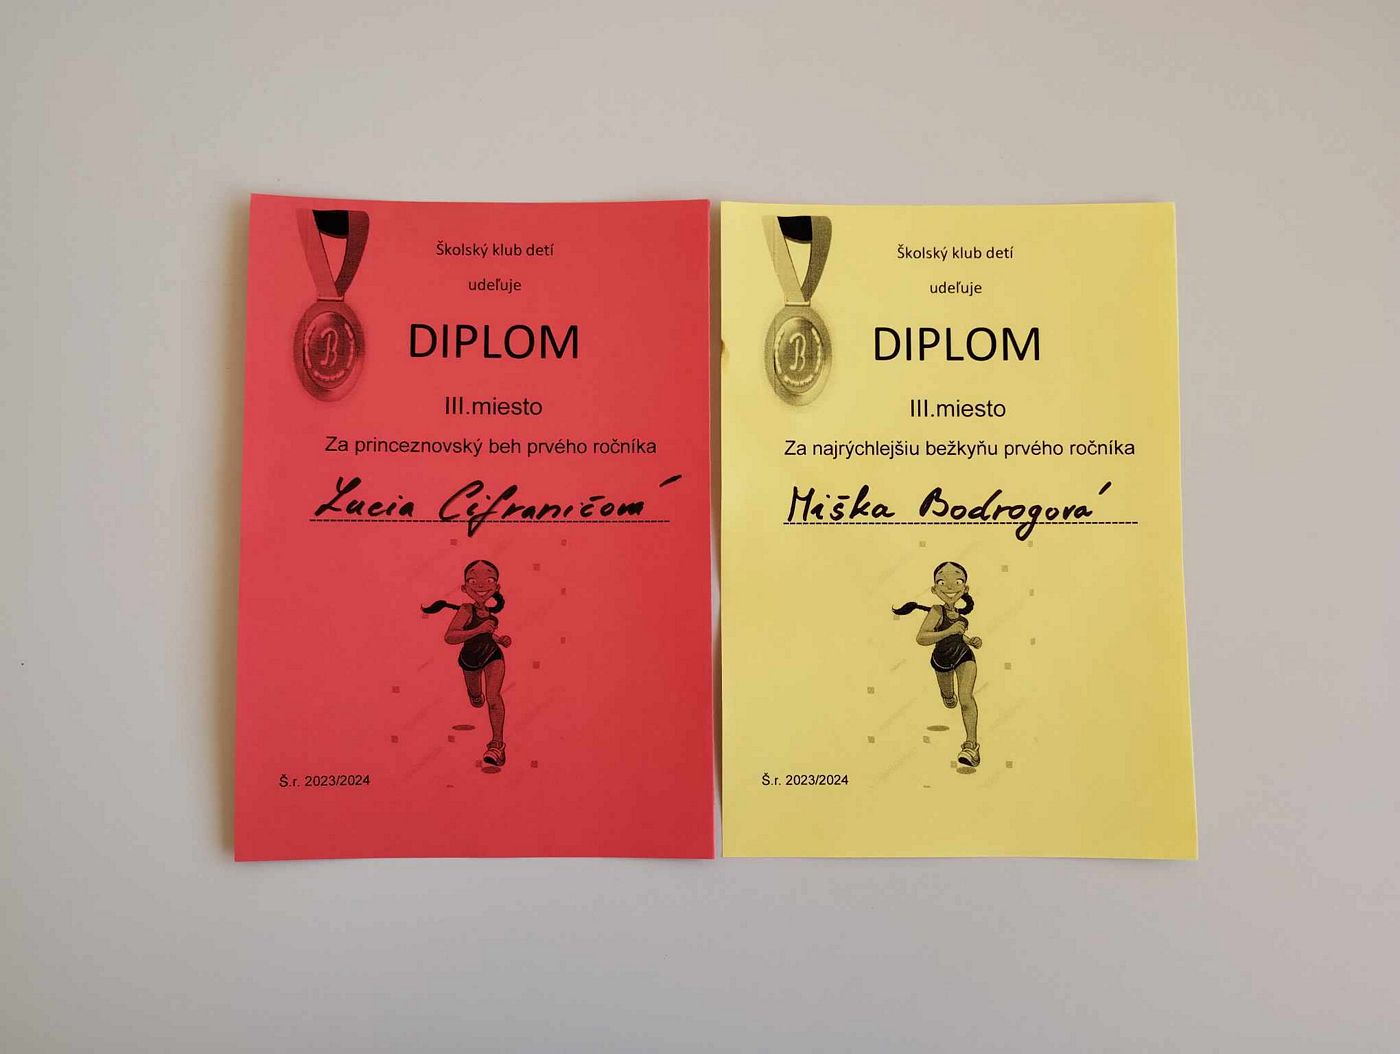 B
Školský klub detí
udeľuje
DIPLOM
III.miesto
Za princeznovský beh prvého ročníka
Lucia Cifraničová
Š.r. 2023/2024
B
Školský klub detí
udeľuje
DIPLOM
III.miesto
Za najrýchlejšiu bežkyňu prvého ročníka
Miška Bodrogová
Š.r. 2023/2024